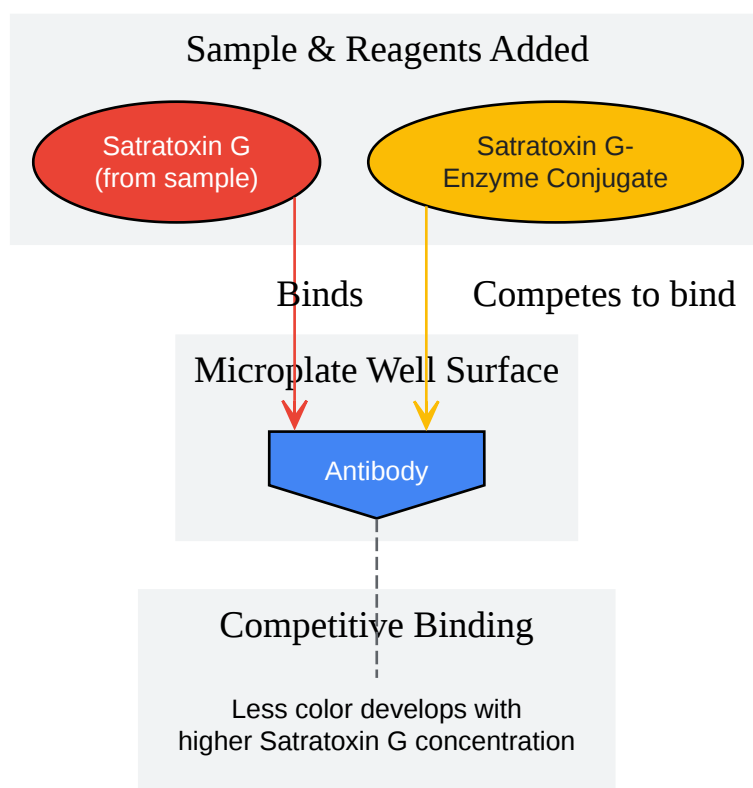 Sample & Reagents Added
Satratoxin G
(from sample)
Satratoxin G-
Enzyme Conjugate
Binds
Competes to bind
Microplate Well Surface
Antibody
Competitive Binding
Less color develops with
higher Satratoxin G concentration